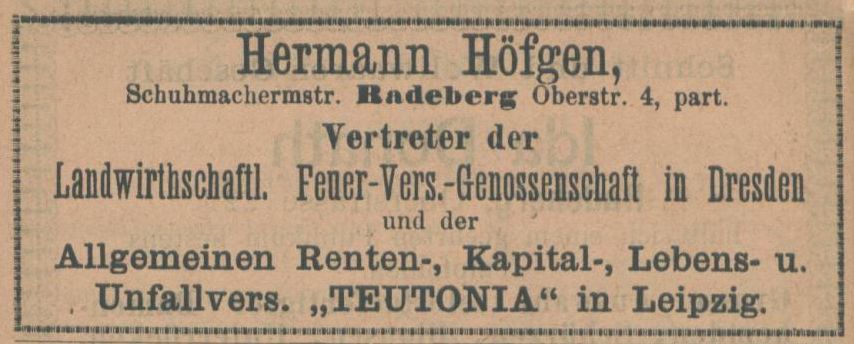 Hermann Höfgen,
Schuhmachermstr. Radeberg Oberstr. 4, part.
Vertreter der
Landwirthschaftl. Feuer-Vers.-Genossenschaft in Dresden
und der
Allgemeinen Renten-, Kapital-, Lebens- u.
Unfallvers. „TEUTONIA“ in Leipzig.